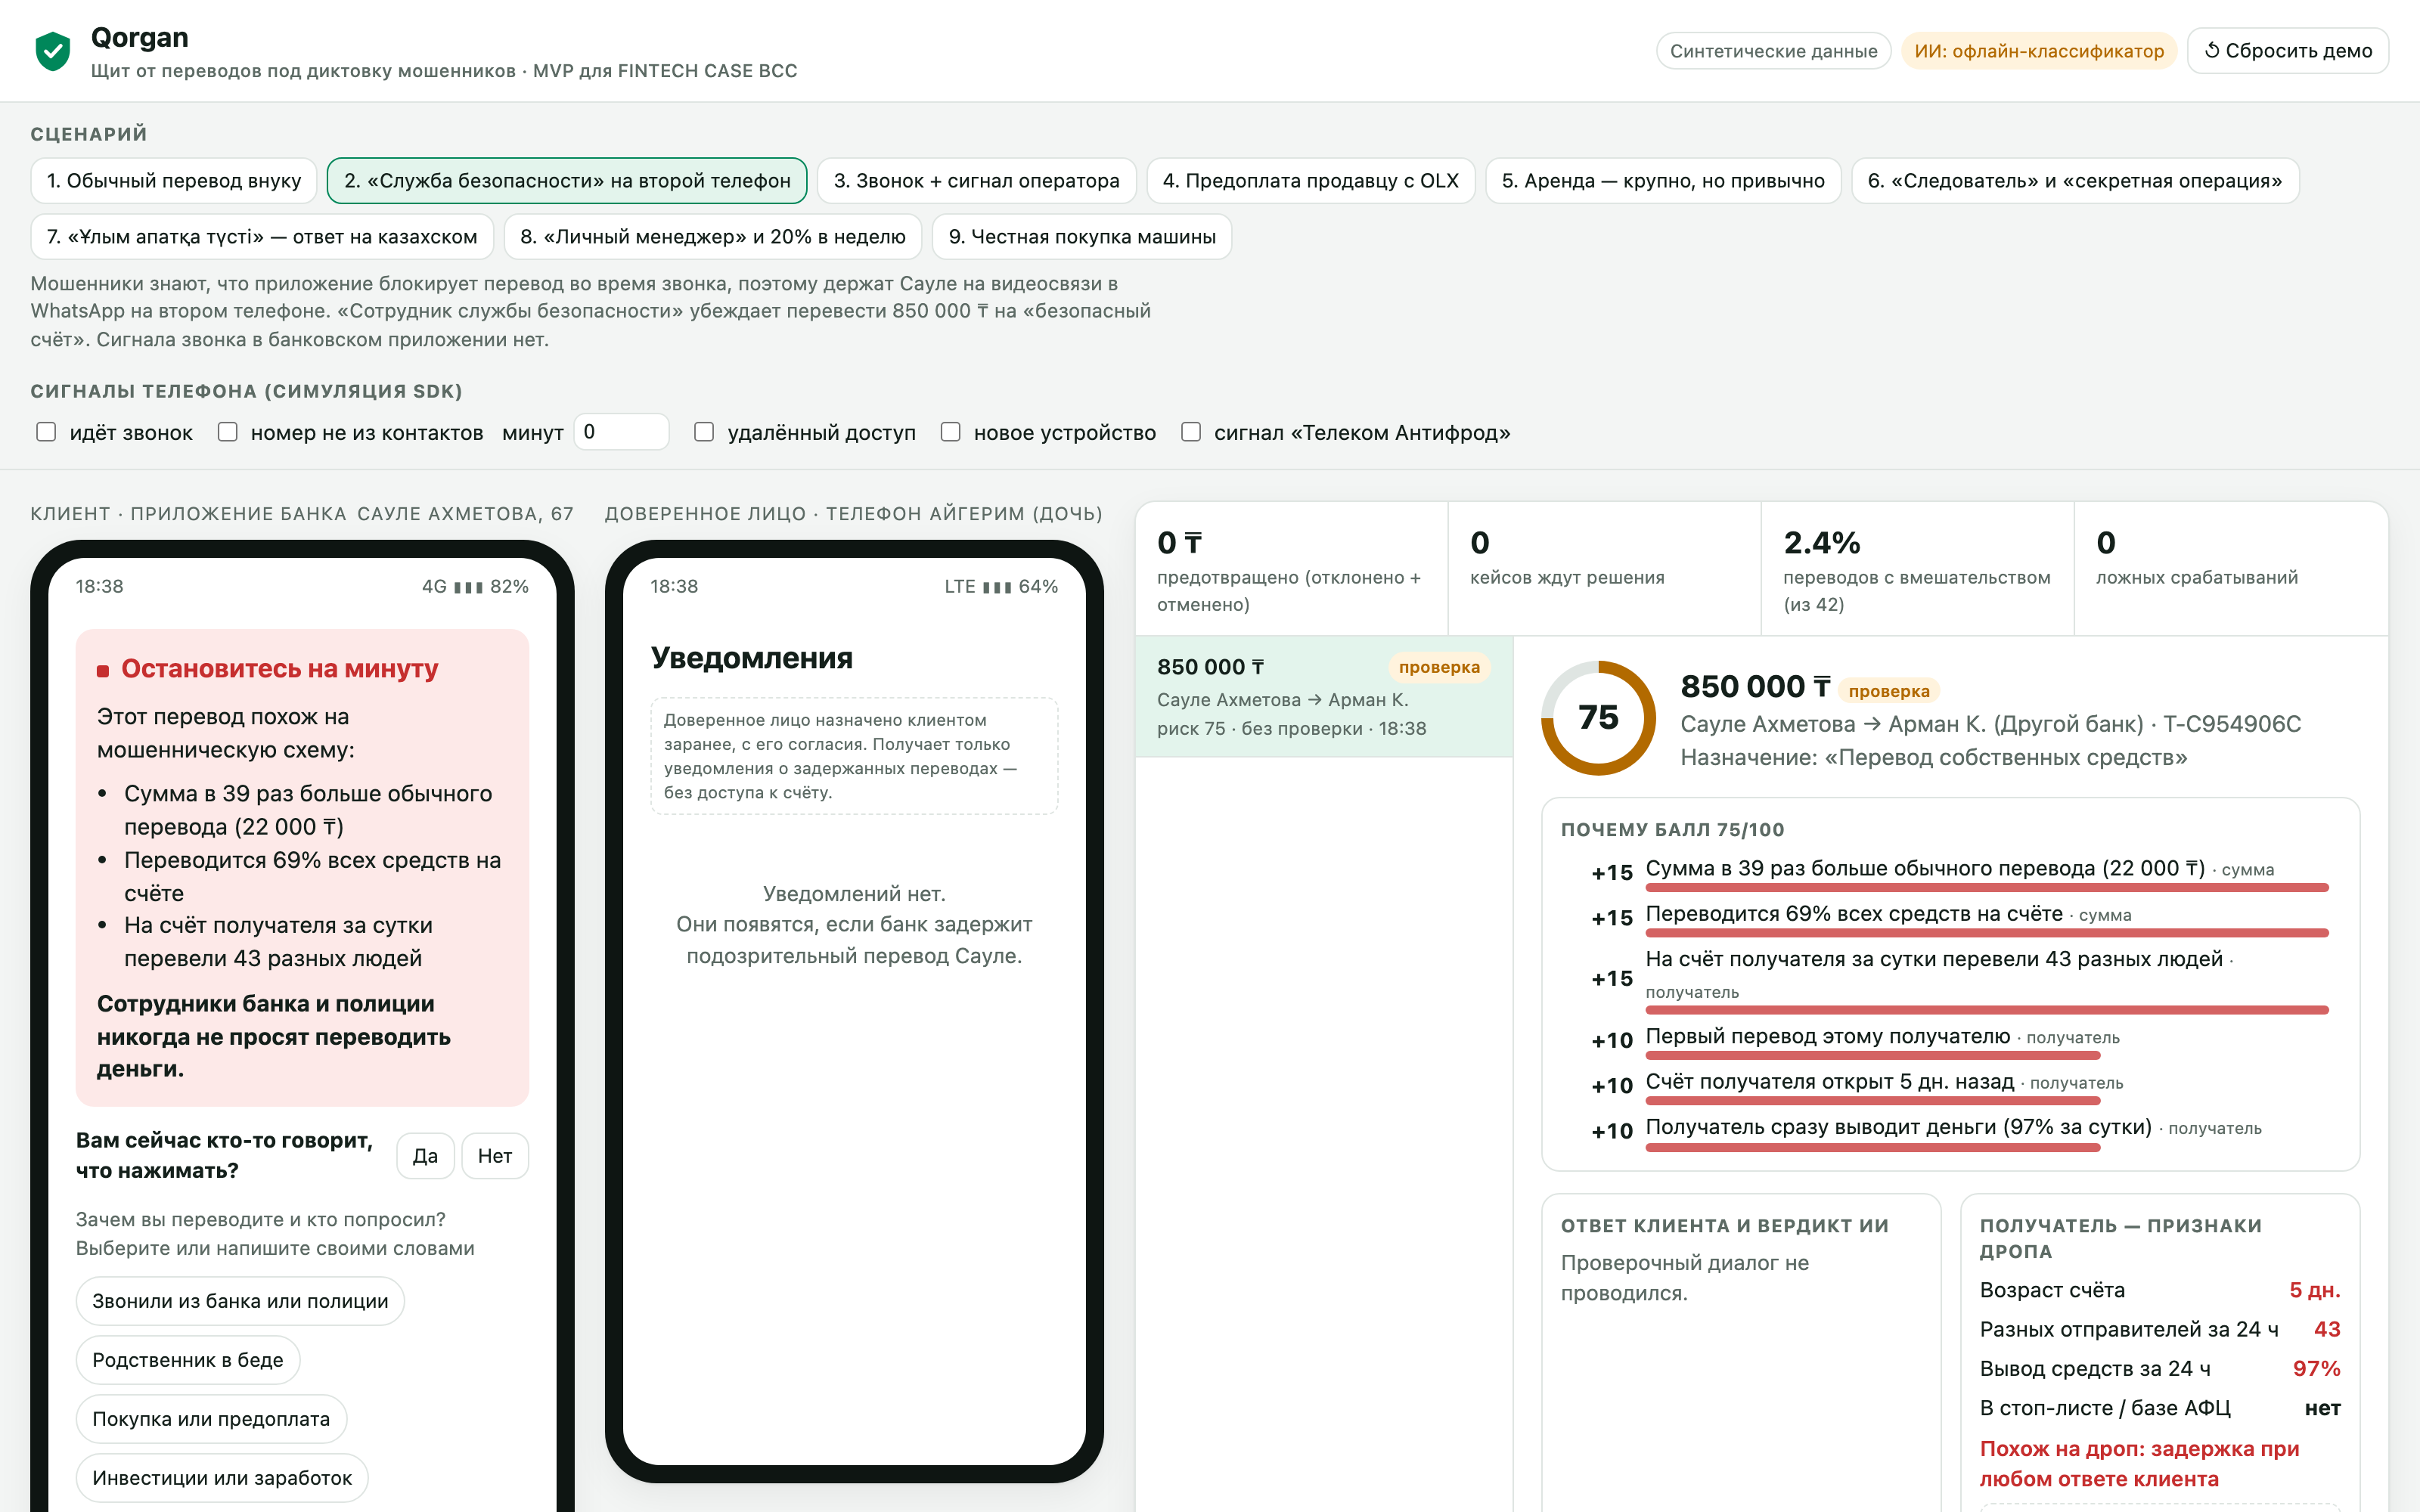 Qorgan
Щит от переводов под диктовку мошенников · MVP для FINTECH CASE BCC
Синтетические данные
ИИ: офлайн-классификатор
Сбросить демо
СЦЕНАРИЙ
1. Обычный перевод внуку
2. «Служба безопасности» на второй телефон
3. Звонок + сигнал оператора
4. Предоплата продавцу с OLX
5. Аренда — крупно, но привычно
6. «Следователь» и «секретная операция»
7. «Ұлым апатқа түсті» — ответ на казахском
8. «Личный менеджер» и 20% в неделю
9. Честная покупка машины
Мошенники знают, что приложение блокирует перевод во время звонка, поэтому держат Сауле на видеосвязи в
WhatsApp на втором телефоне. «Сотрудник службы безопасности» убеждает перевести 850 000 ₸ на «безопасный
счёт». Сигнала звонка в банковском приложении нет.
СИГНАЛЫ ТЕЛЕФОНА (СИМУЛЯЦИЯ SDK)
идёт звонок
номер не из контактов
минут 0
удалённый доступ
новое устройство
сигнал «Телеком Антифрод»
КЛИЕНТ · ПРИЛОЖЕНИЕ БАНКА САУЛЕ АХМЕТОВА, 67
18:38
4G 82%
Остановитесь на минуту
Этот перевод похож на
мошенническую схему:
• Сумма в 39 раз больше обычного
перевода (22 000 ₸)
• Переводится 69% всех средств на
счёте
• На счёт получателя за сутки
перевели 43 разных людей
Сотрудники банка и полиции
никогда не просят переводить
деньги.
Вам сейчас кто-то говорит,
что нажимать?
Да
Нет
Зачем вы переводите и кто попросил?
Выберите или напишите своими словами
Звонили из банка или полиции
Родственник в беде
Покупка или предоплата
Инвестиции или заработок
ДОВЕРЕННОЕ ЛИЦО · ТЕЛЕФОН АЙГЕРИМ (ДОЧЬ)
18:38
LTE 64%
Уведомления
Доверенное лицо назначено клиентом
заранее, с его согласия. Получает только
уведомления о задержанных переводах —
без доступа к счёту.
Уведомлений нет.
Они появятся, если банк задержит
подозрительный перевод Сауле.
0 ₸
предотвращено (отклонено +
отменено)
0
кейсов ждут решения
2.4%
переводов с вмешательством
(из 42)
0
ложных срабатываний
850 000 ₸
проверка
Сауле Ахметова → Арман К.
риск 75 · без проверки · 18:38
75
850 000 ₸ проверка
Сауле Ахметова → Арман К. (Другой банк) · T-C954906C
Назначение: «Перевод собственных средств»
ПОЧЕМУ БАЛЛ 75/100
+15 Сумма в 39 раз больше обычного перевода (22 000 ₸) · сумма
+15 Переводится 69% всех средств на счёте · сумма
+15 На счёт получателя за сутки перевели 43 разных людей ·
получатель
+10 Первый перевод этому получателю · получатель
+10 Счёт получателя открыт 5 дн. назад · получатель
+10 Получатель сразу выводит деньги (97% за сутки) · получатель
ОТВЕТ КЛИЕНТА И ВЕРДИКТ ИИ
Проверочный диалог не
проводился.
ПОЛУЧАТЕЛЬ — ПРИЗНАКИ
ДРОПА
Возраст счёта 5 дн.
Разных отправителей за 24 ч 43
Вывод средств за 24 ч 97%
В стоп-листе / базе АФЦ нет
Похож на дроп: задержка при
любом ответе клиента